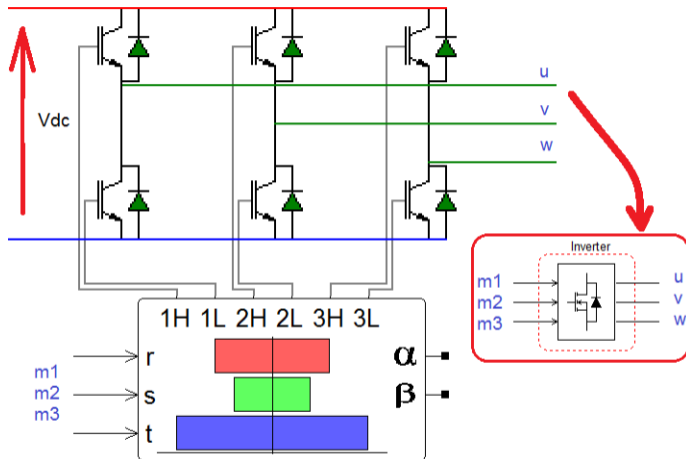 u
Vdc
v
w
Inverter
m1
u
m2
v
m3
w
1H 1L 2H 2L 3H 3L
m1
r
α
m2
s
β
m3
t